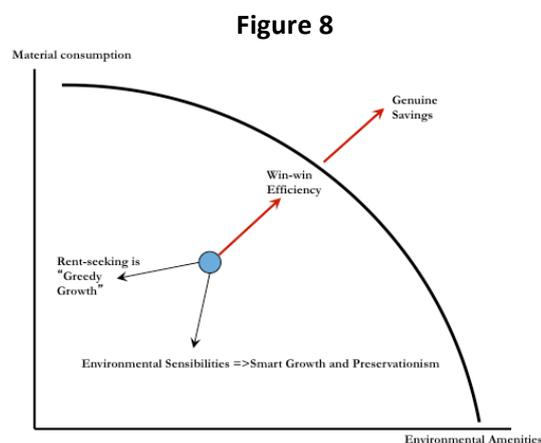 Figure 8
Material consumption
Genuine
Savings
Win-win
Efficiency
Rent-seeking is
“Greedy
Growth”
Environmental Sensibilities =>Smart Growth and Preservationism
Environmental Amenities